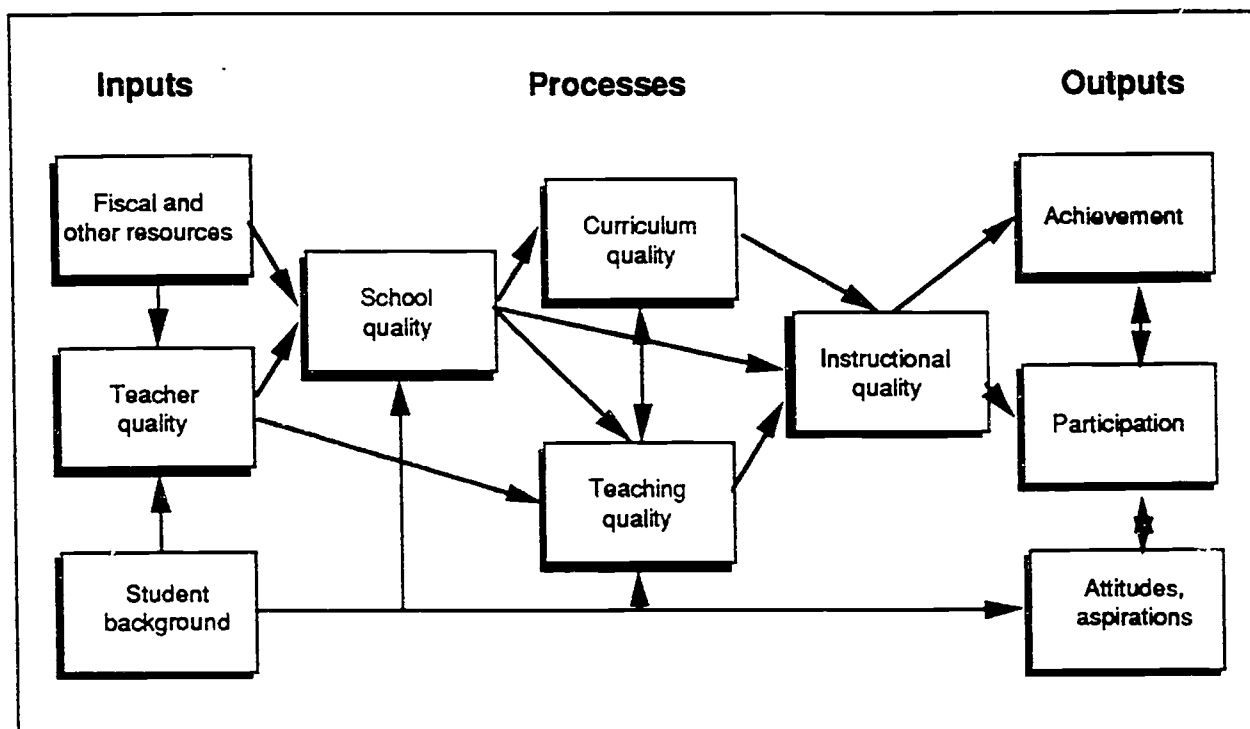 Inputs
Processes
Outputs
Fiscal and
other resources
Teacher
quality
Student
background
School
quality
Curriculum
quality
Teaching
quality
Instructional
quality
Achievement
Participation
Attitudes,
aspirations